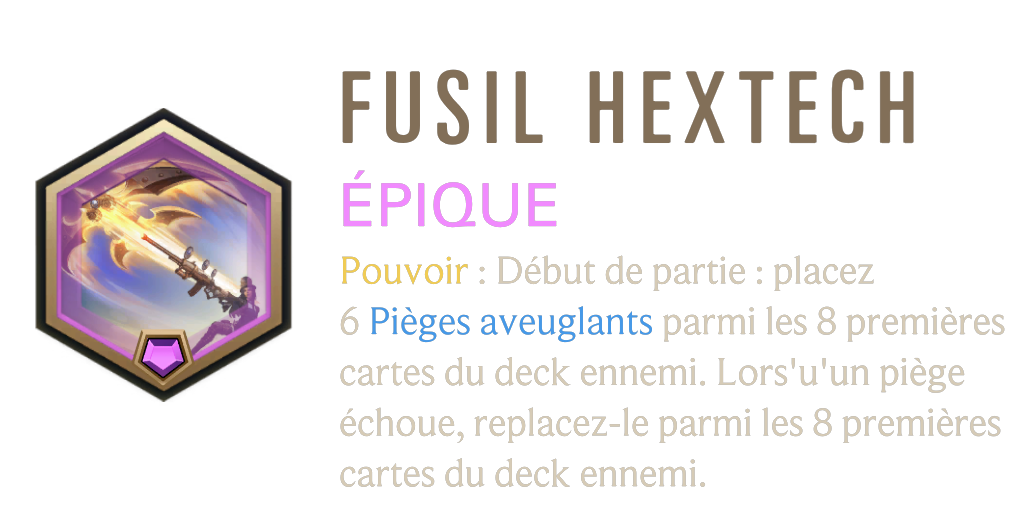 FUSIL HEXTECH
ÉPIQUE
Pouvoir : Début de partie : placez
6 Pièges aveuglants parmi les 8 premières
cartes du deck ennemi. Lors'u'un piège
échoue, replacez-le parmi les 8 premières
cartes du deck ennemi.